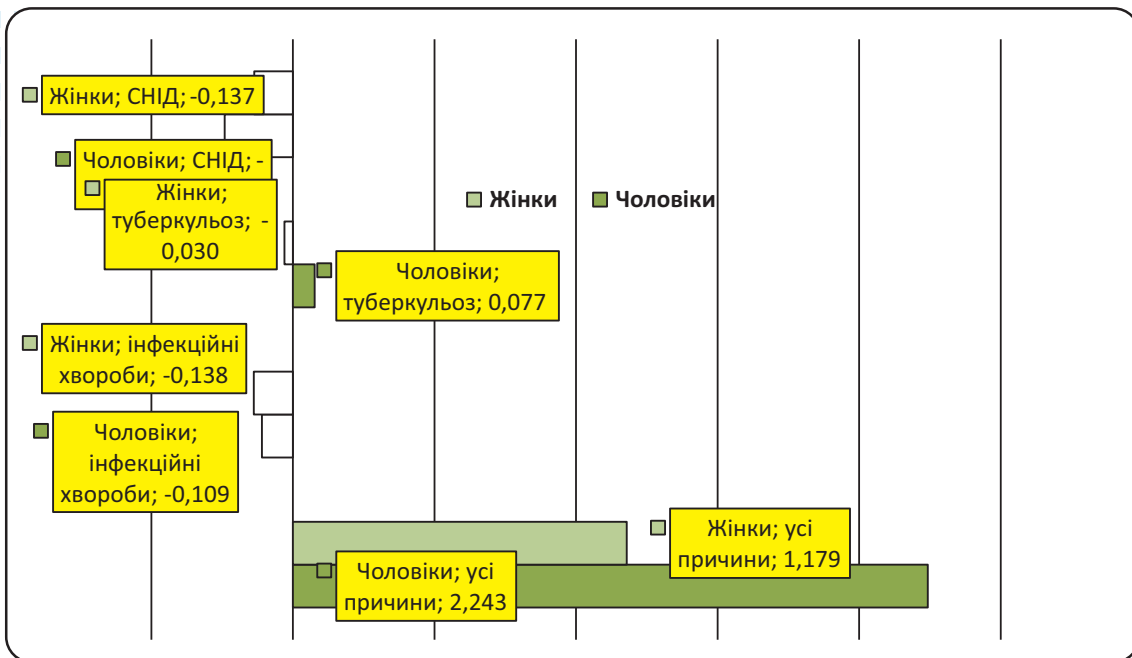 Жінки; СНІД; -0,137
Чоловіки; СНІД; -
Жінки;
туберкульоз; -
0,030
Жінки
Чоловіки
Чоловіки;
туберкульоз; 0,077
Жінки; інфекційні
хвороби; -0,138
Чоловіки;
інфекційні
хвороби; -0,109
Жінки; усі
причини; 1,179
Чоловіки; усі
причини; 2,243